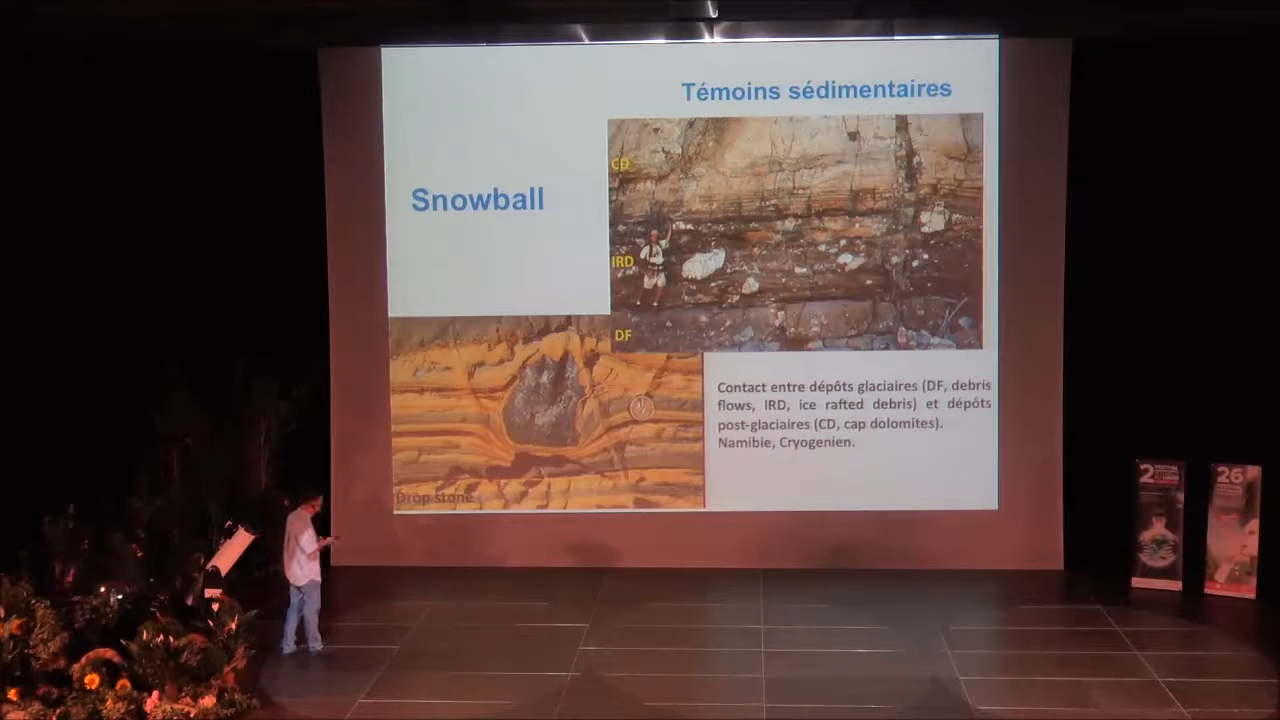 Témoins sédimentaires
Snowball
CD
IRD
DF
Drop stone
Contact entre dépôts glaciaires (DF, debris
flows, IRD, ice rafted debris) et dépôts
post-glaciaires (CD, cap dolomites).
Namibie, Cryogenien.
2
26